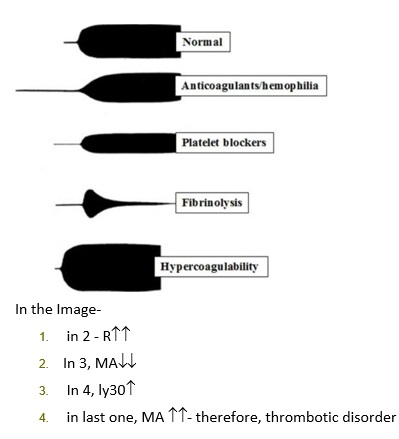 Normal
Anticoagulants/hemophilia
Platelet blockers
Fibrinolysis
Hypercoagulability
In the Image-
1. in 2 - R↑↑
2. In 3, MA↓↓
3. In 4, ly30↑
4. in last one, MA ↑↑- therefore, thrombotic disorder